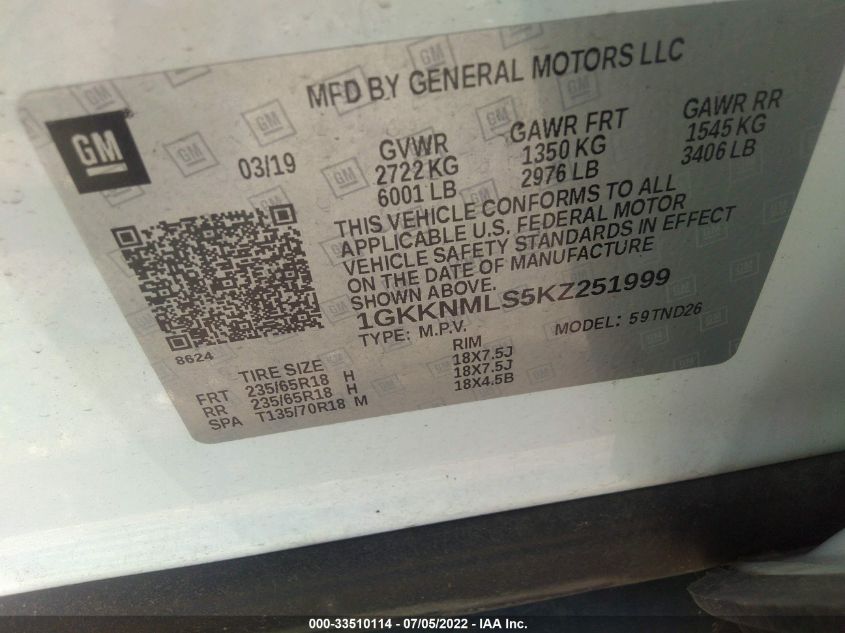 MFD BY GENERAL MOTORS LLC
GM
03/19
GVWR
2722 KG
6001 LB
GAWR FRT
1350 KG
2976 LB
GAWR RR
1545 KG
3406 LB
THIS VEHICLE CONFORMS TO ALL
APPLICABLE U.S. FEDERAL MOTOR
VEHICLE SAFETY STANDARDS IN EFFECT
ON THE DATE OF MANUFACTURE
SHOWN ABOVE.
1GKKNMLS5KZ251999
TYPE: M.P.V. MODEL: 59TND26
8624
TIRE SIZE RIM
FRT 235/65R18 H 18X7.5J
RR 235/65R18 H 18X7.5J
SPA T135/70R18 M 18X4.5B
000-33510114 - 07/05/2022 - IAA Inc.